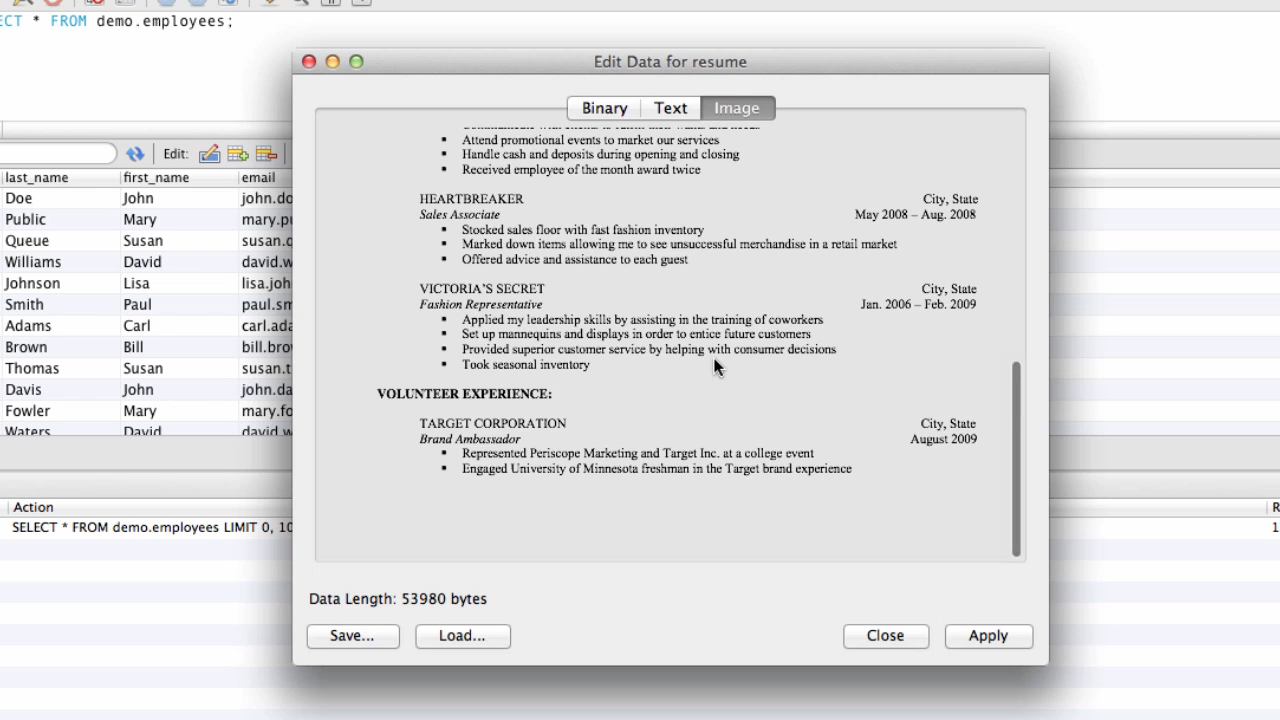 ECT * FROM demo.employees;
Edit Data for resume
Binary Text Image
Attend promotional events to market our services
Handle cash and deposits during opening and closing
Received employee of the month award twice
HEARTBREAKER City, State
Sales Associate May 2008 – Aug. 2008
▪ Stocked sales floor with fast fashion inventory
▪ Marked down items allowing me to see unsuccessful merchandise in a retail market
▪ Offered advice and assistance to each guest
VICTORIA'S SECRET City, State
Fashion Representative Jan. 2006 – Feb. 2009
▪ Applied my leadership skills by assisting in the training of coworkers
▪ Set up mannequins and displays in order to entice future customers
▪ Provided superior customer service by helping with consumer decisions
▪ Took seasonal inventory
VOLUNTEER EXPERIENCE:
TARGET CORPORATION City, State
Brand Ambassador August 2009
▪ Represented Periscope Marketing and Target Inc. at a college event
▪ Engaged University of Minnesota freshman in the Target brand experience
Data Length: 53980 bytes
Save... Load... Close Apply
Edit:
last_name first_name email
Doe John john.do
Public Mary mary.pu
Queue Susan susan.q
Williams David david.w
Johnson Lisa lisa.joh
Smith Paul paul.sm
Adams Carl carl.ada
Brown Bill bill.bro
Thomas Susan susan.t
Davis John john.da
Fowler Mary mary.fo
Waters David david.w
Action R
SELECT * FROM demo.employees LIMIT 0, 10 1